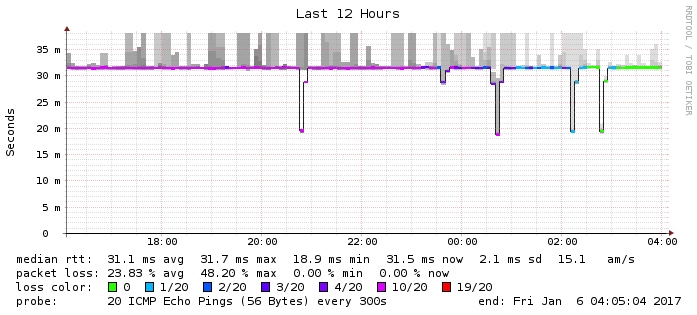 Last 12 Hours
RRDTOOL / TOBI OETIKER
Seconds
35 m
30 m
25 m
20 m
15 m
10 m
5 m
0
18:00 20:00 22:00 00:00 02:00 04:00
median rtt: 31.1 ms avg 31.7 ms max 18.9 ms min 31.5 ms now 2.1 ms sd 15.1 am/s
packet loss: 23.83 % avg 48.20 % max 0.00 % min 0.00 % now
loss color: 0 1/20 2/20 3/20 4/20 10/20 19/20
probe: 20 ICMP Echo Pings (56 Bytes) every 300s end: Fri Jan 6 04:05:04 2017